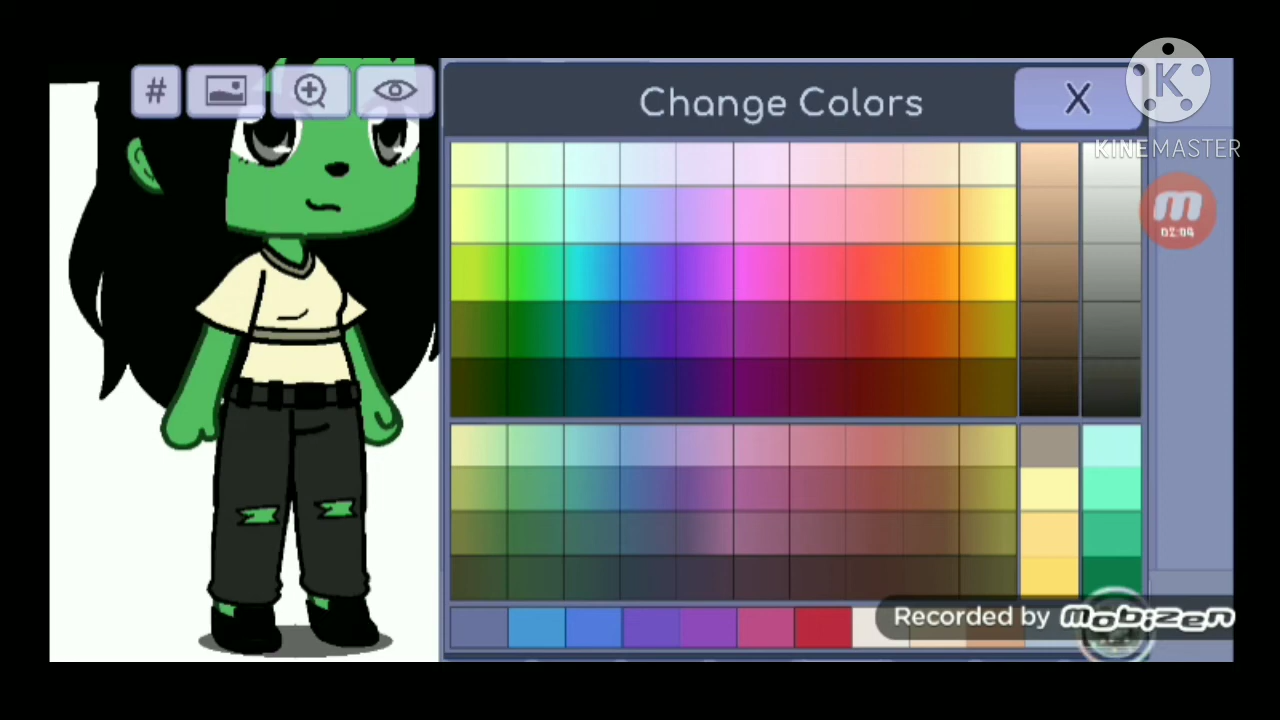 #
Change Colors
X
K
KINEMASTER
m
02:04
Recorded by mobizen